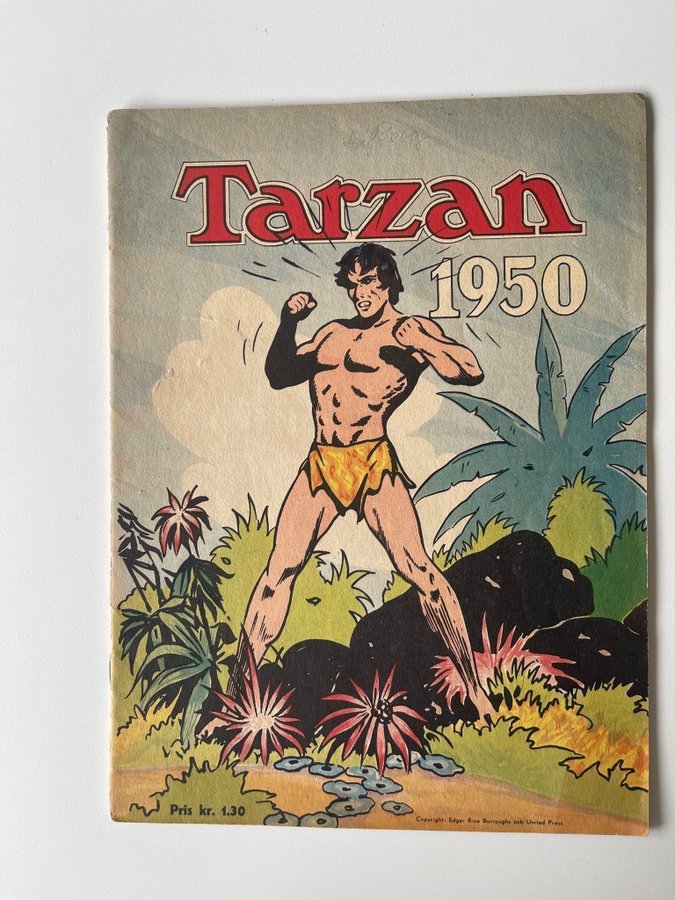 Tarzan
1950
Pris kr. 1.30
Copyright: Edgar Rice Burroughs och United Press.